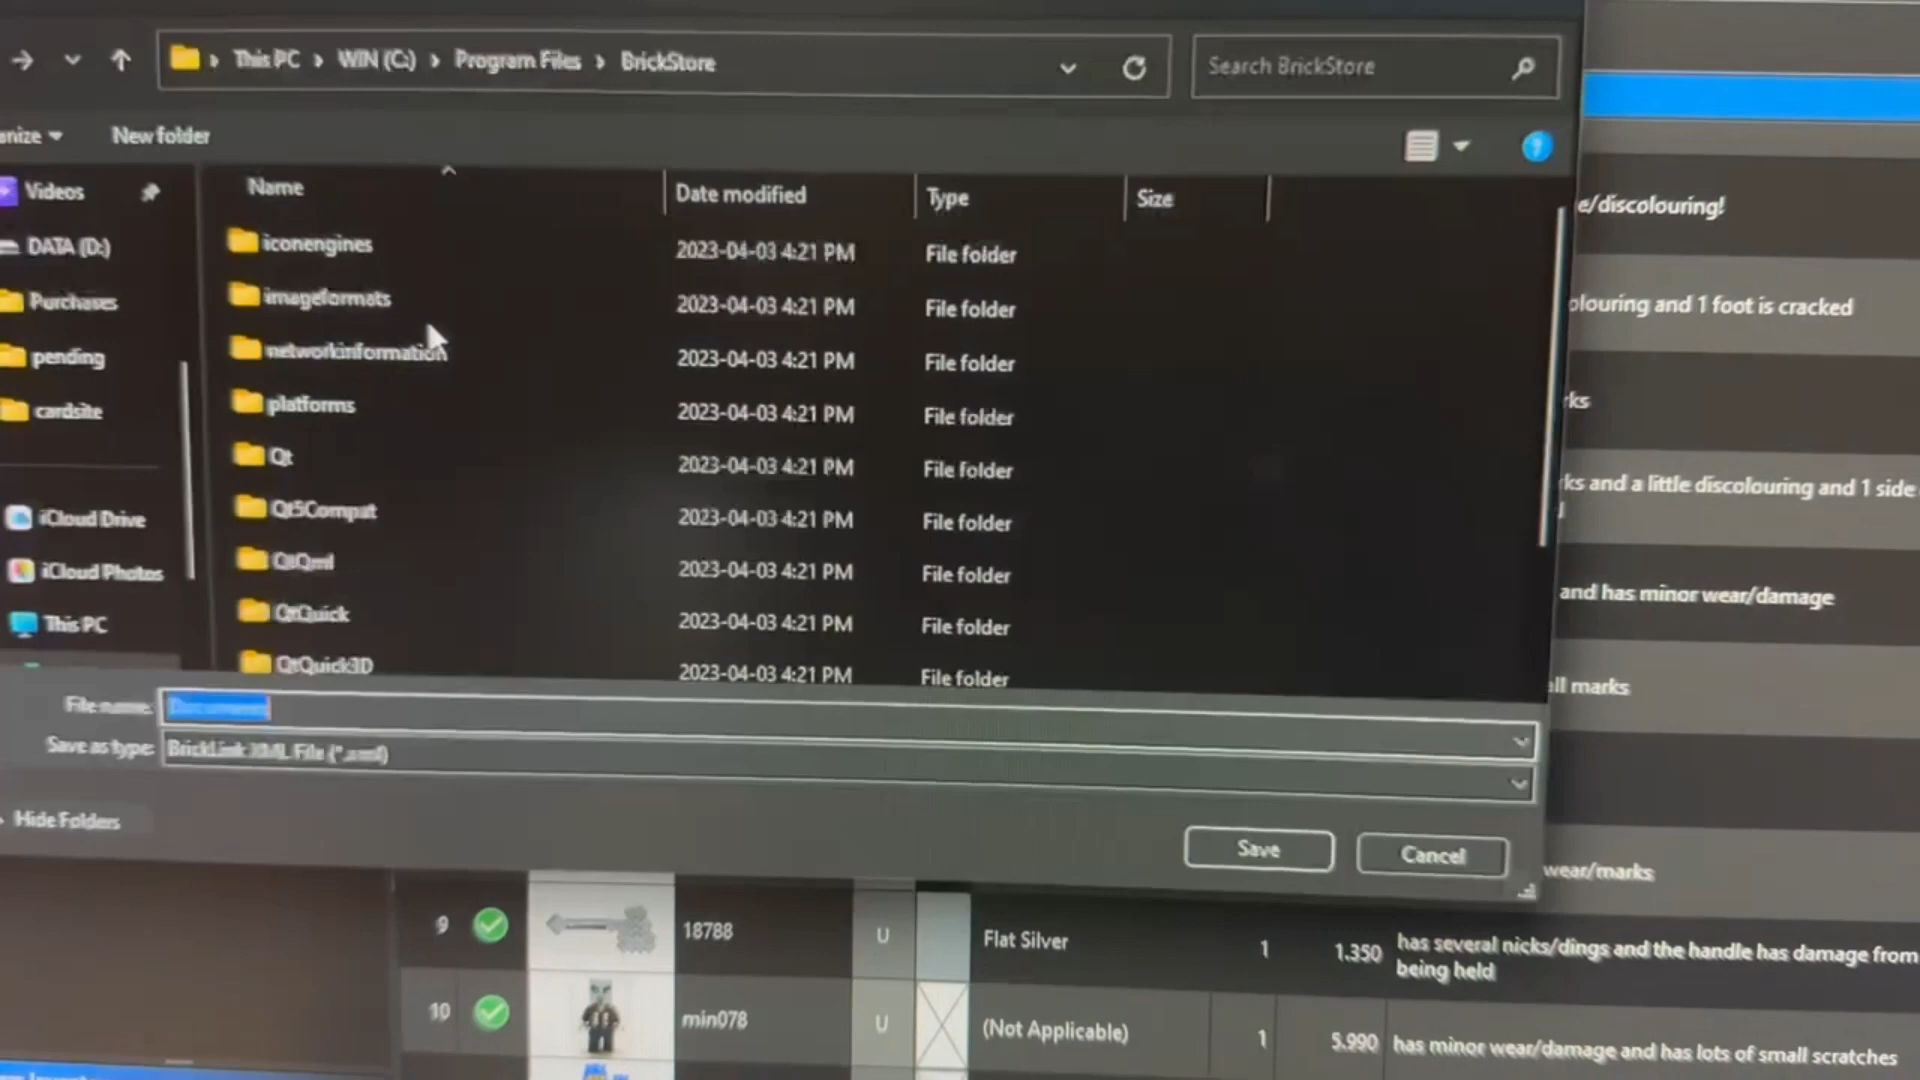 This PC > WIN (C:) > Program Files > BrickStore
Search BrickStore
anize
New folder
Name
Date modified
Type
Size
Videos
DATA (D:)
Purchases
pending
cardsite
iCloud Drive
iCloud Photos
This PC
iconengines 2023-04-03 4:21 PM File folder
imageformats 2023-04-03 4:21 PM File folder
networkinformation 2023-04-03 4:21 PM File folder
platforms 2023-04-03 4:21 PM File folder
Qt 2023-04-03 4:21 PM File folder
Qt5Compat 2023-04-03 4:21 PM File folder
QtQml 2023-04-03 4:21 PM File folder
QtQuick 2023-04-03 4:21 PM File folder
QtQuick3D 2023-04-03 4:21 PM File folder
File name:
Save as type: BrickLink XML File (*.xml)
Hide Folders
Save
Cancel
e/discolouring!
olouring and 1 foot is cracked
rks
rks and a little discolouring and 1 side
and has minor wear/damage
all marks
wear/marks
9 18788 U Flat Silver 1 1.350 has several nicks/dings and the handle has damage from
being held
10 min078 U (Not Applicable) 1 5.990 has minor wear/damage and has lots of small scratches